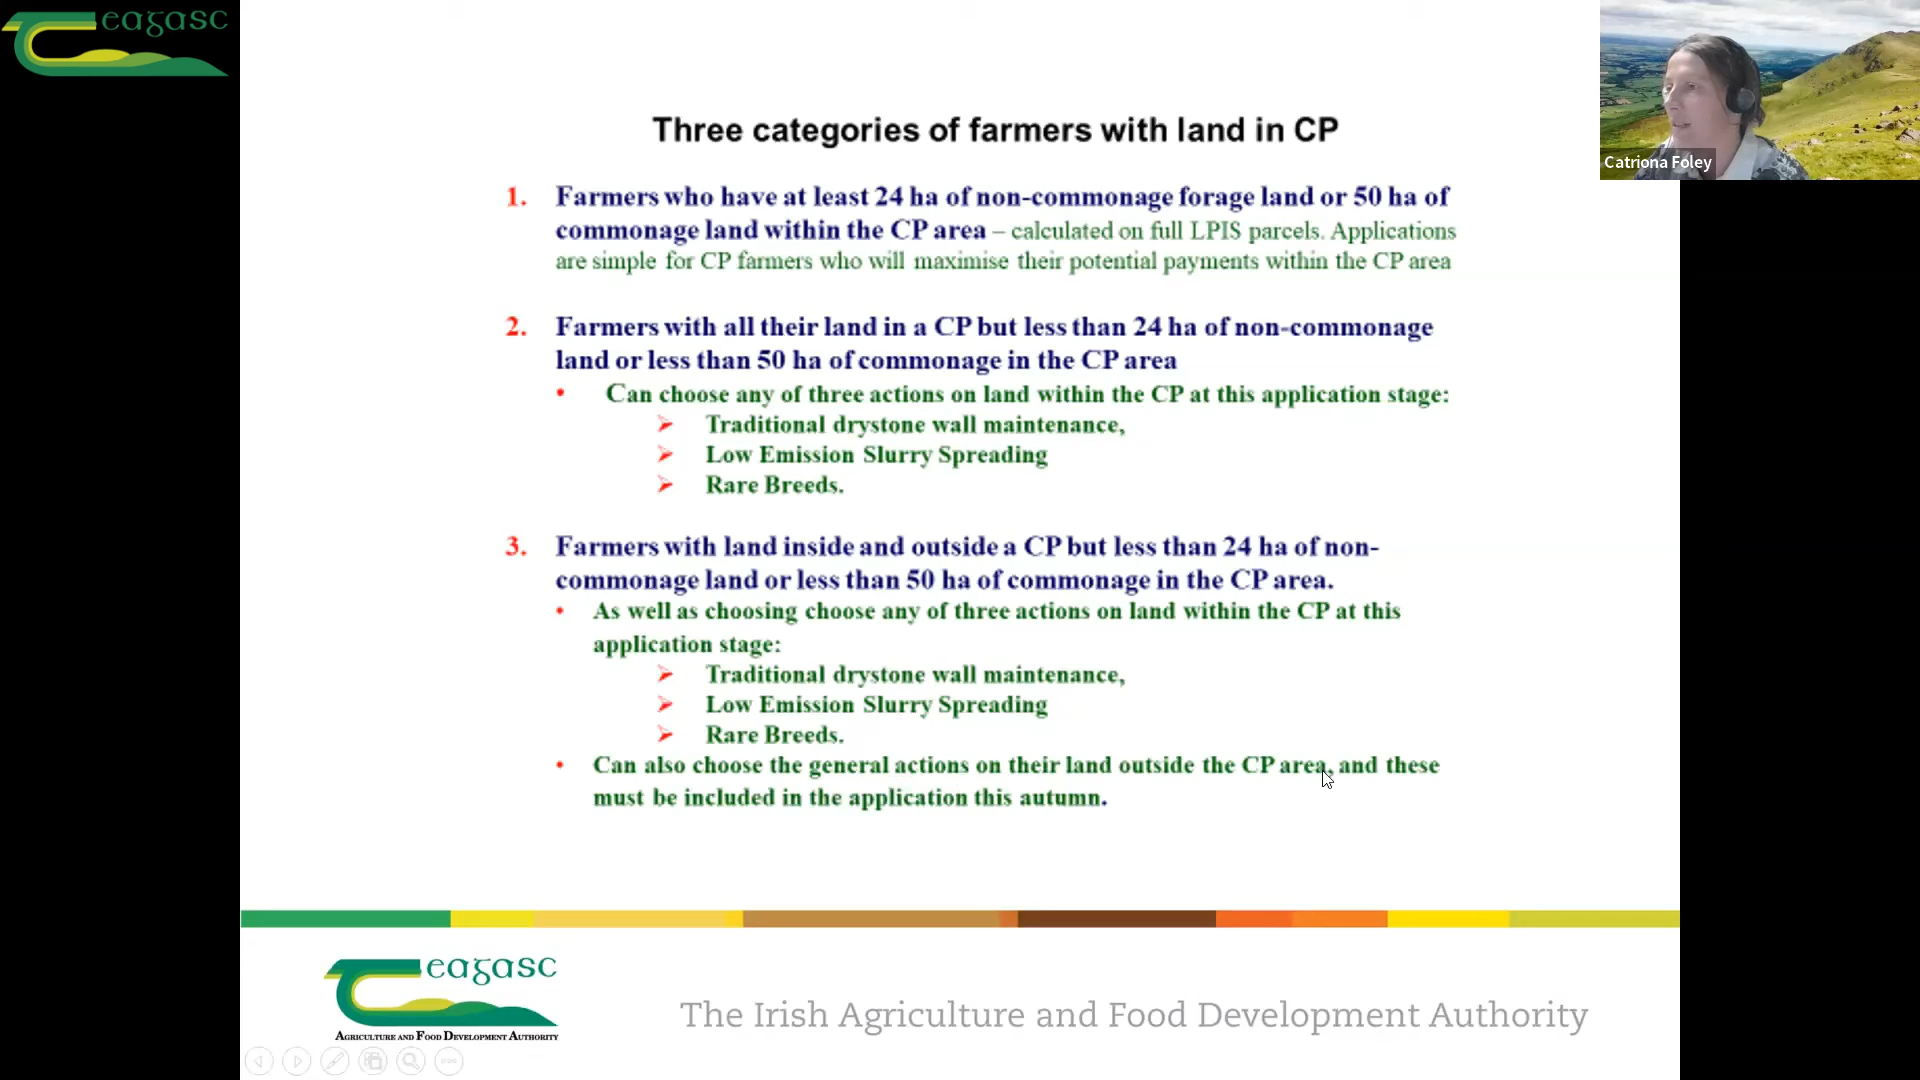 eagasc
Catriona Foley
Three categories of farmers with land in CP
1. Farmers who have at least 24 ha of non-commonage forage land or 50 ha of
commonage land within the CP area – calculated on full LPIS parcels. Applications
are simple for CP farmers who will maximise their potential payments within the CP area
2. Farmers with all their land in a CP but less than 24 ha of non-commonage
land or less than 50 ha of commonage in the CP area
• Can choose any of three actions on land within the CP at this application stage:
➢ Traditional drystone wall maintenance,
➢ Low Emission Slurry Spreading
➢ Rare Breeds.
3. Farmers with land inside and outside a CP but less than 24 ha of non-
commonage land or less than 50 ha of commonage in the CP area.
• As well as choosing choose any of three actions on land within the CP at this
application stage:
➢ Traditional drystone wall maintenance,
➢ Low Emission Slurry Spreading
➢ Rare Breeds.
• Can also choose the general actions on their land outside the CP area, and these
must be included in the application this autumn.
eagasc
AGRICULTURE AND FOOD DEVELOPMENT AUTHORITY
The Irish Agriculture and Food Development Authority